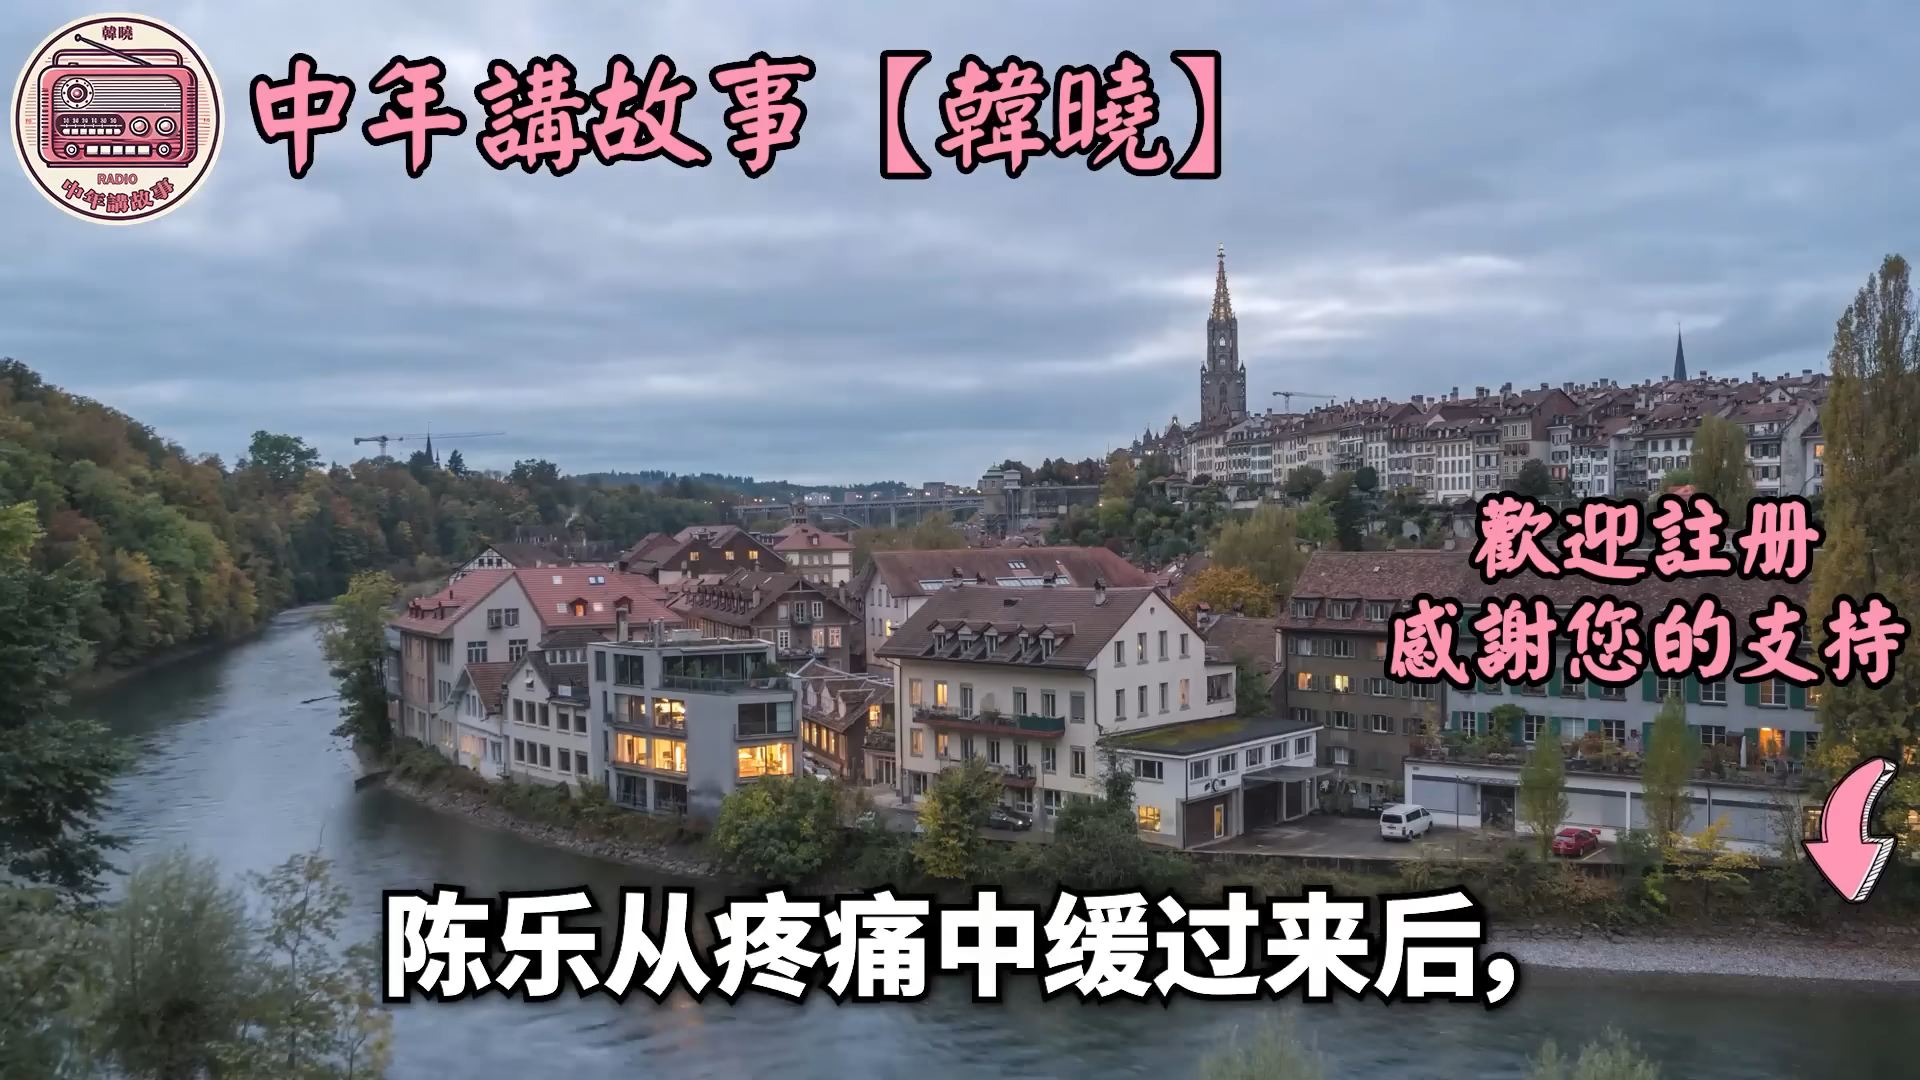 韓曉
RADIO
中年講故事
中年講故事【韓曉】
歡迎註册
感謝您的支持
陈乐从疼痛中缓过来后,